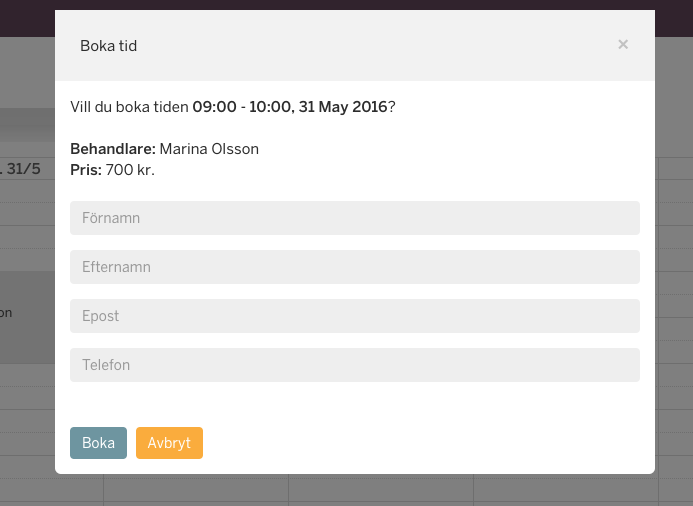 Boka tid
×
Vill du boka tiden 09:00 - 10:00, 31 May 2016?
Behandlare: Marina Olsson
Pris: 700 kr.
. 31/5
Förnamn
Efternamn
on
Epost
Telefon
Boka
Avbryt